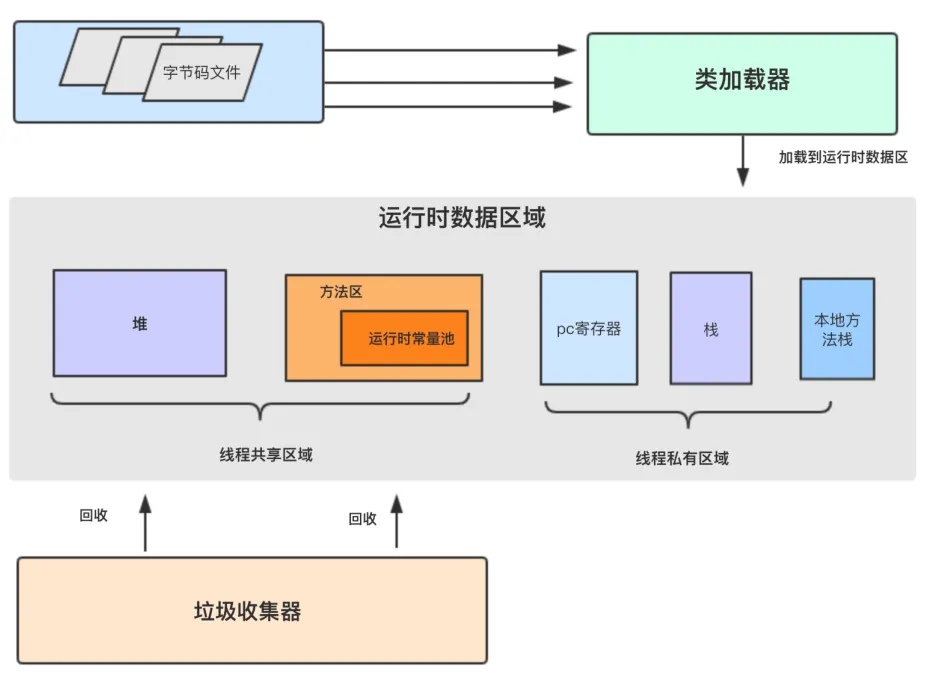 字节码文件
类加载器
加载到运行时数据区
运行时数据区域
堆
方法区
运行时常量池
pc寄存器
栈
本地方
法栈
线程共享区域
线程私有区域
回收
回收
垃圾收集器